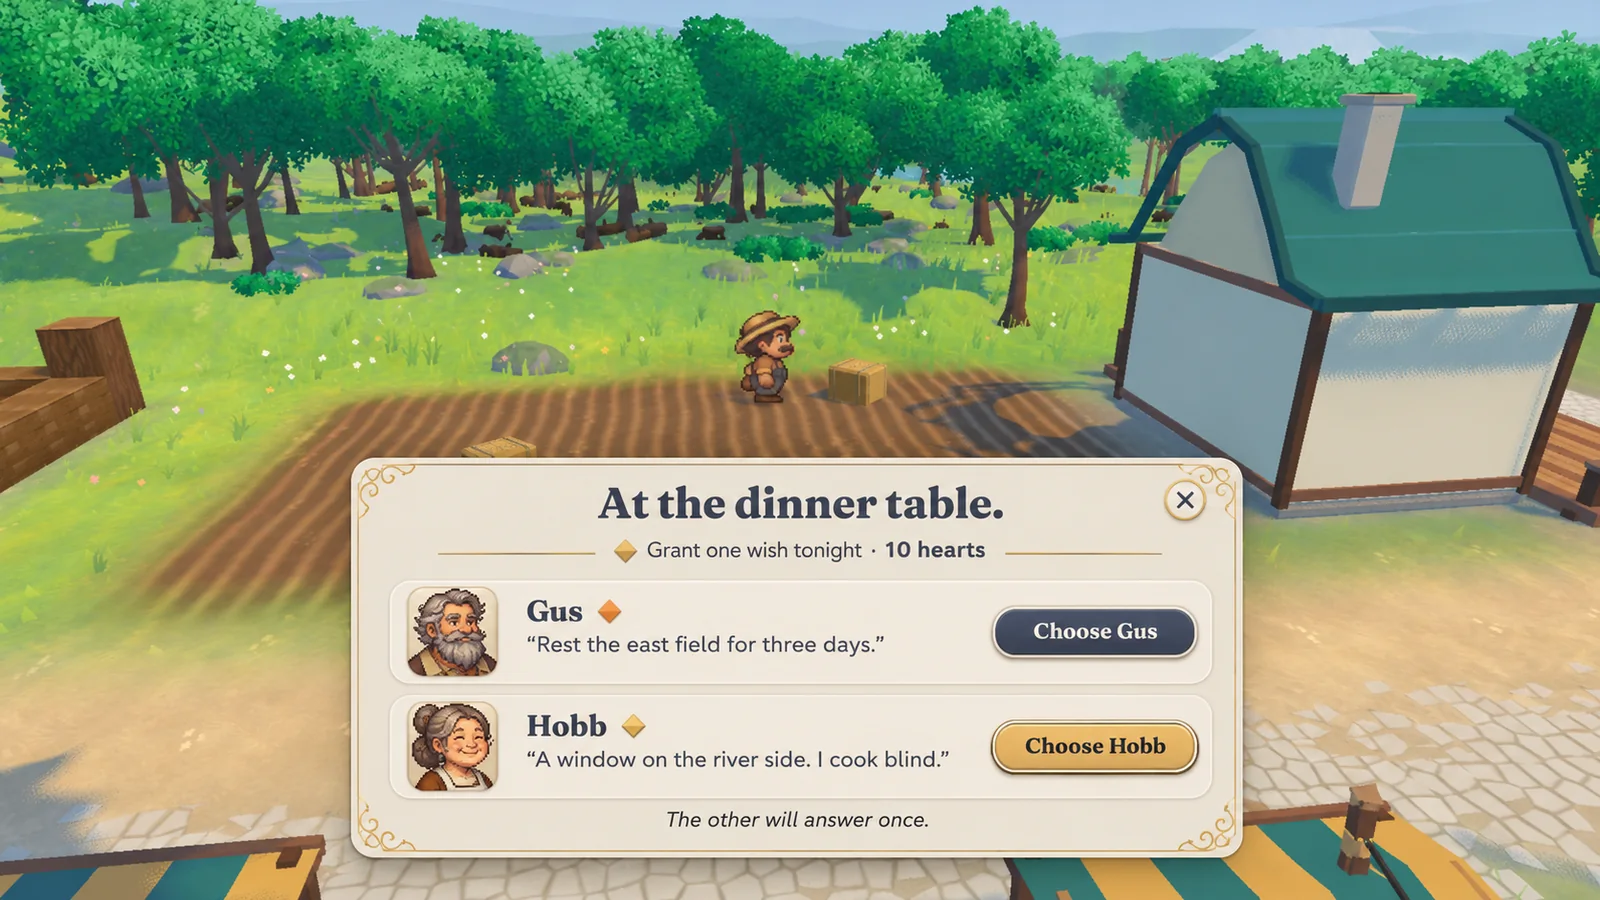 At the dinner table.
Grant one wish tonight · 10 hearts
Gus
“Rest the east field for three days.”
Choose Gus
Hobb
“A window on the river side. I cook blind.”
Choose Hobb
The other will answer once.